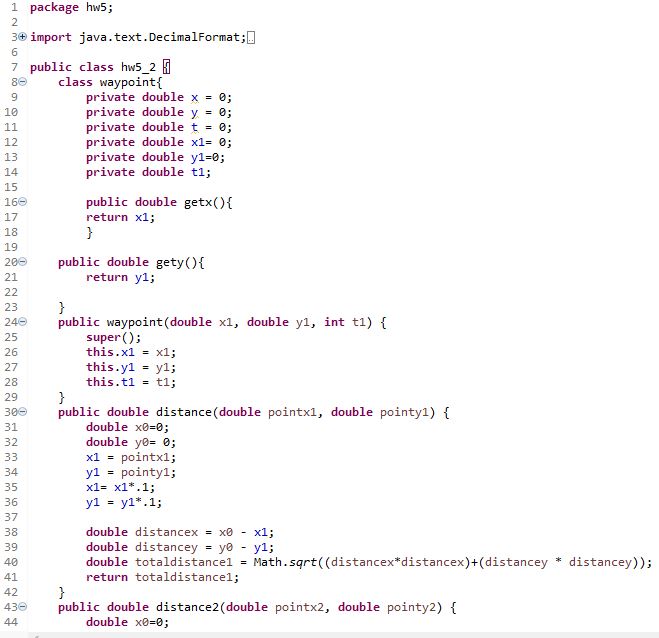 1 package hw5;
2
3 import java.text.DecimalFormat;
6
7 public class hw5_2 {
8 class waypoint{
9 private double x = 0;
10 private double y = 0;
11 private double t = 0;
12 private double x1= 0;
13 private double y1=0;
14 private double t1;
15
16 public double getx(){
17 return x1;
18 }
19
20 public double gety(){
21 return y1;
22
23 }
24 public waypoint(double x1, double y1, int t1) {
25 super();
26 this.x1 = x1;
27 this.y1 = y1;
28 this.t1 = t1;
29 }
30 public double distance(double pointx1, double pointy1) {
31 double x0=0;
32 double y0= 0;
33 x1 = pointx1;
34 y1 = pointy1;
35 x1= x1*.1;
36 y1 = y1*.1;
37
38 double distancex = x0 - x1;
39 double distancey = y0 - y1;
40 double totaldistance1 = Math.sqrt((distancex*distancex)+(distancey * distancey));
41 return totaldistance1;
42 }
43 public double distance2(double pointx2, double pointy2) {
44 double x0=0;